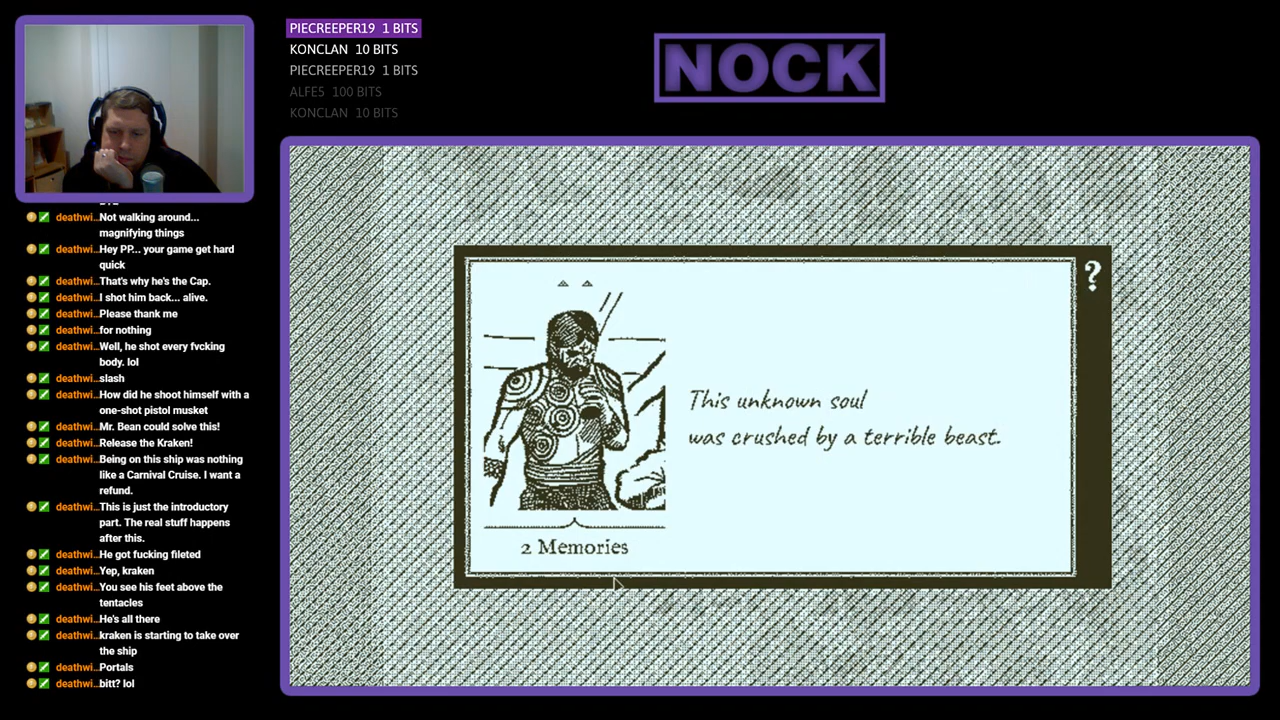 PIECREEPER19 1 BITS
KONCLAN 10 BITS
PIECREEPER19 1 BITS
ALFE5 100 BITS
KONCLAN 10 BITS
NOCK
deathwi...Not walking around...
magnifying things
deathwi...Hey PP... your game get hard
quick
deathwi...That's why he's the Cap.
deathwi...I shot him back... alive.
deathwi...Please thank me
deathwi...for nothing
deathwi...Well, he shot every fvcking
body. lol
deathwi...slash
deathwi...How did he shoot himself with a
one-shot pistol musket
deathwi...Mr. Bean could solve this!
deathwi...Release the Kraken!
deathwi...Being on this ship was nothing
like a Carnival Cruise. I want a
refund.
deathwi...This is just the introductory
part. The real stuff happens
after this.
deathwi...He got fucking fileted
deathwi...Yep, kraken
deathwi...You see his feet above the
tentacles
deathwi...He's all there
deathwi...kraken is starting to take over
the ship
deathwi...Portals
deathwi...bitt? lol
?
This unknown soul
was crushed by a terrible beast.
2 Memories